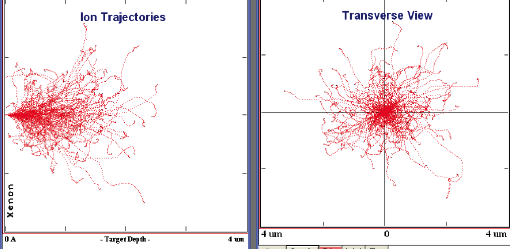 Ion Trajectories
Xenon
0 A - Target Depth - 4 um
Transverse View
4 um 0 4 um